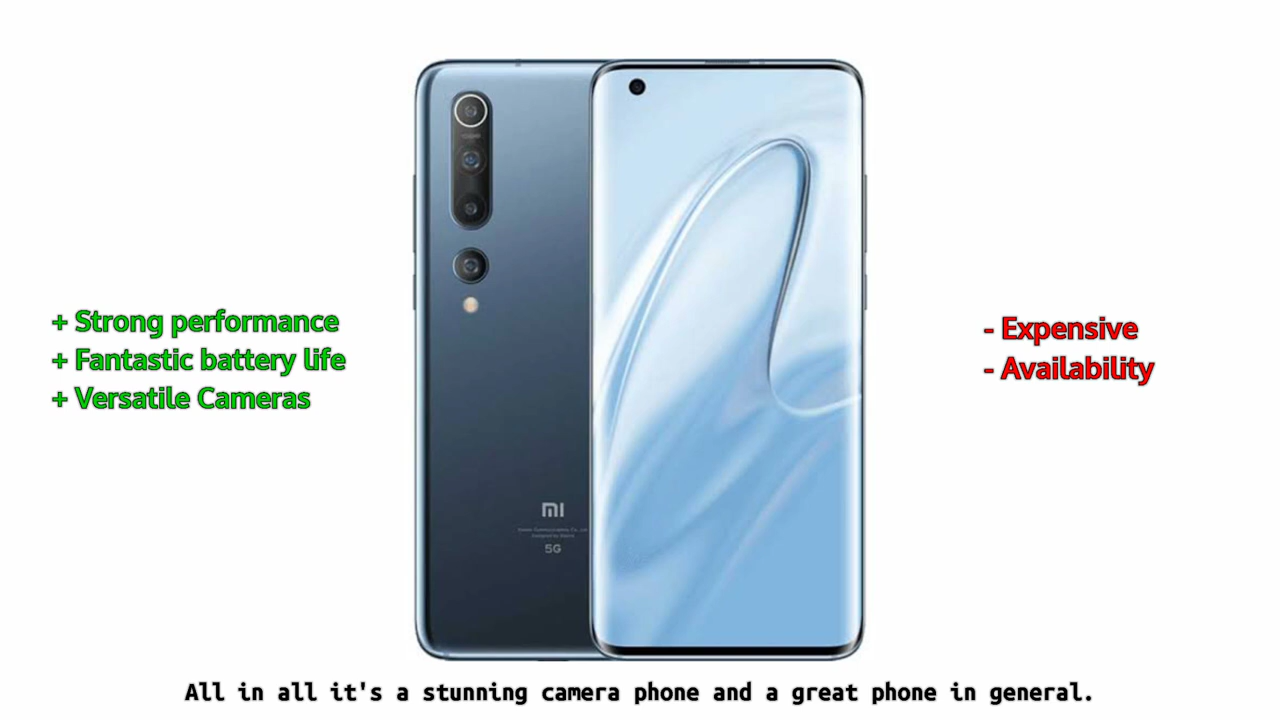 + Strong performance
+ Fantastic battery life
+ Versatile Cameras
- Expensive
- Availability
MI
5G
All in all it's a stunning camera phone and a great phone in general.